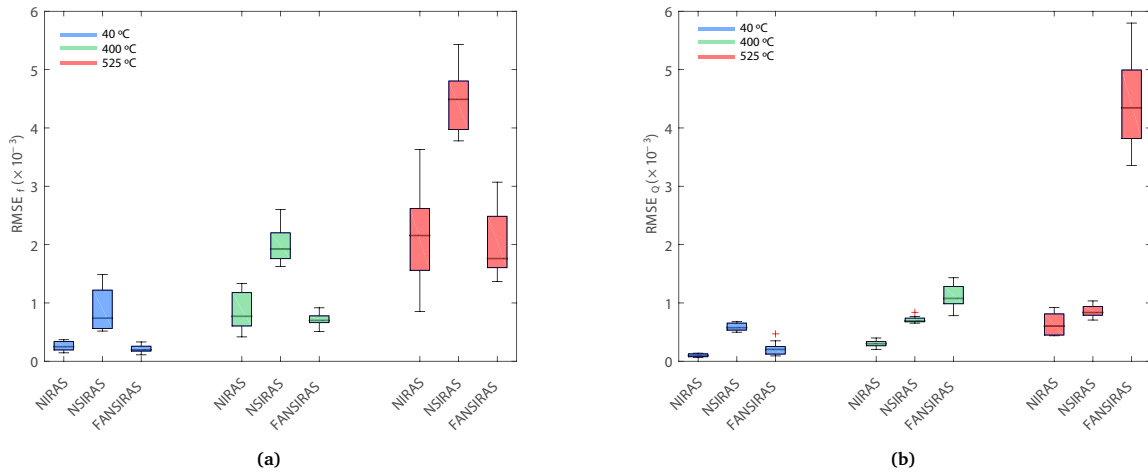 6
5
4
3
2
1
0
RMSE f (×10⁻³)
40 ºC
400 ºC
525 ºC
NIRAS
NSIRAS
FANSIRAS
NIRAS
NSIRAS
FANSIRAS
NIRAS
NSIRAS
FANSIRAS
(a)
6
5
4
3
2
1
0
RMSE Q (×10⁻³)
40 ºC
400 ºC
525 ºC
NIRAS
NSIRAS
FANSIRAS
NIRAS
NSIRAS
FANSIRAS
NIRAS
NSIRAS
FANSIRAS
(b)